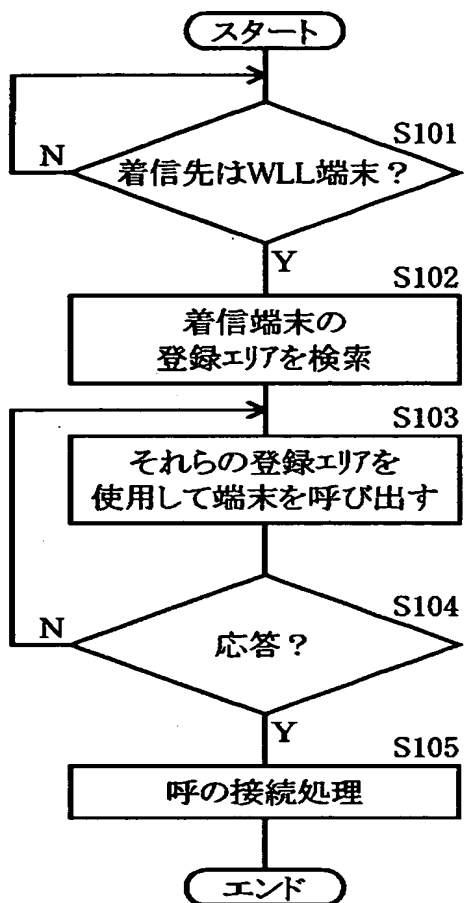 スタート
S101
N
着信先はWLL端末？
Y
S102
着信端末の
登録エリアを検索
S103
それらの登録エリアを
使用して端末を呼び出す
S104
N
応答？
Y
S105
呼の接続処理
エンド